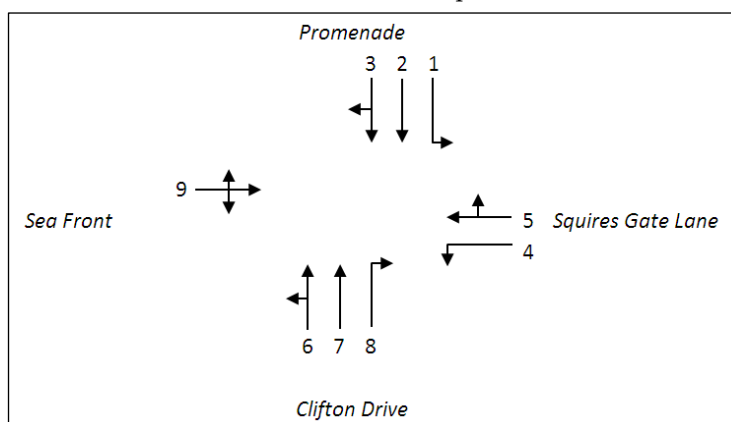 Promenade
3 2 1
9
Sea Front
5 Squires Gate Lane
4
6 7 8
Clifton Drive